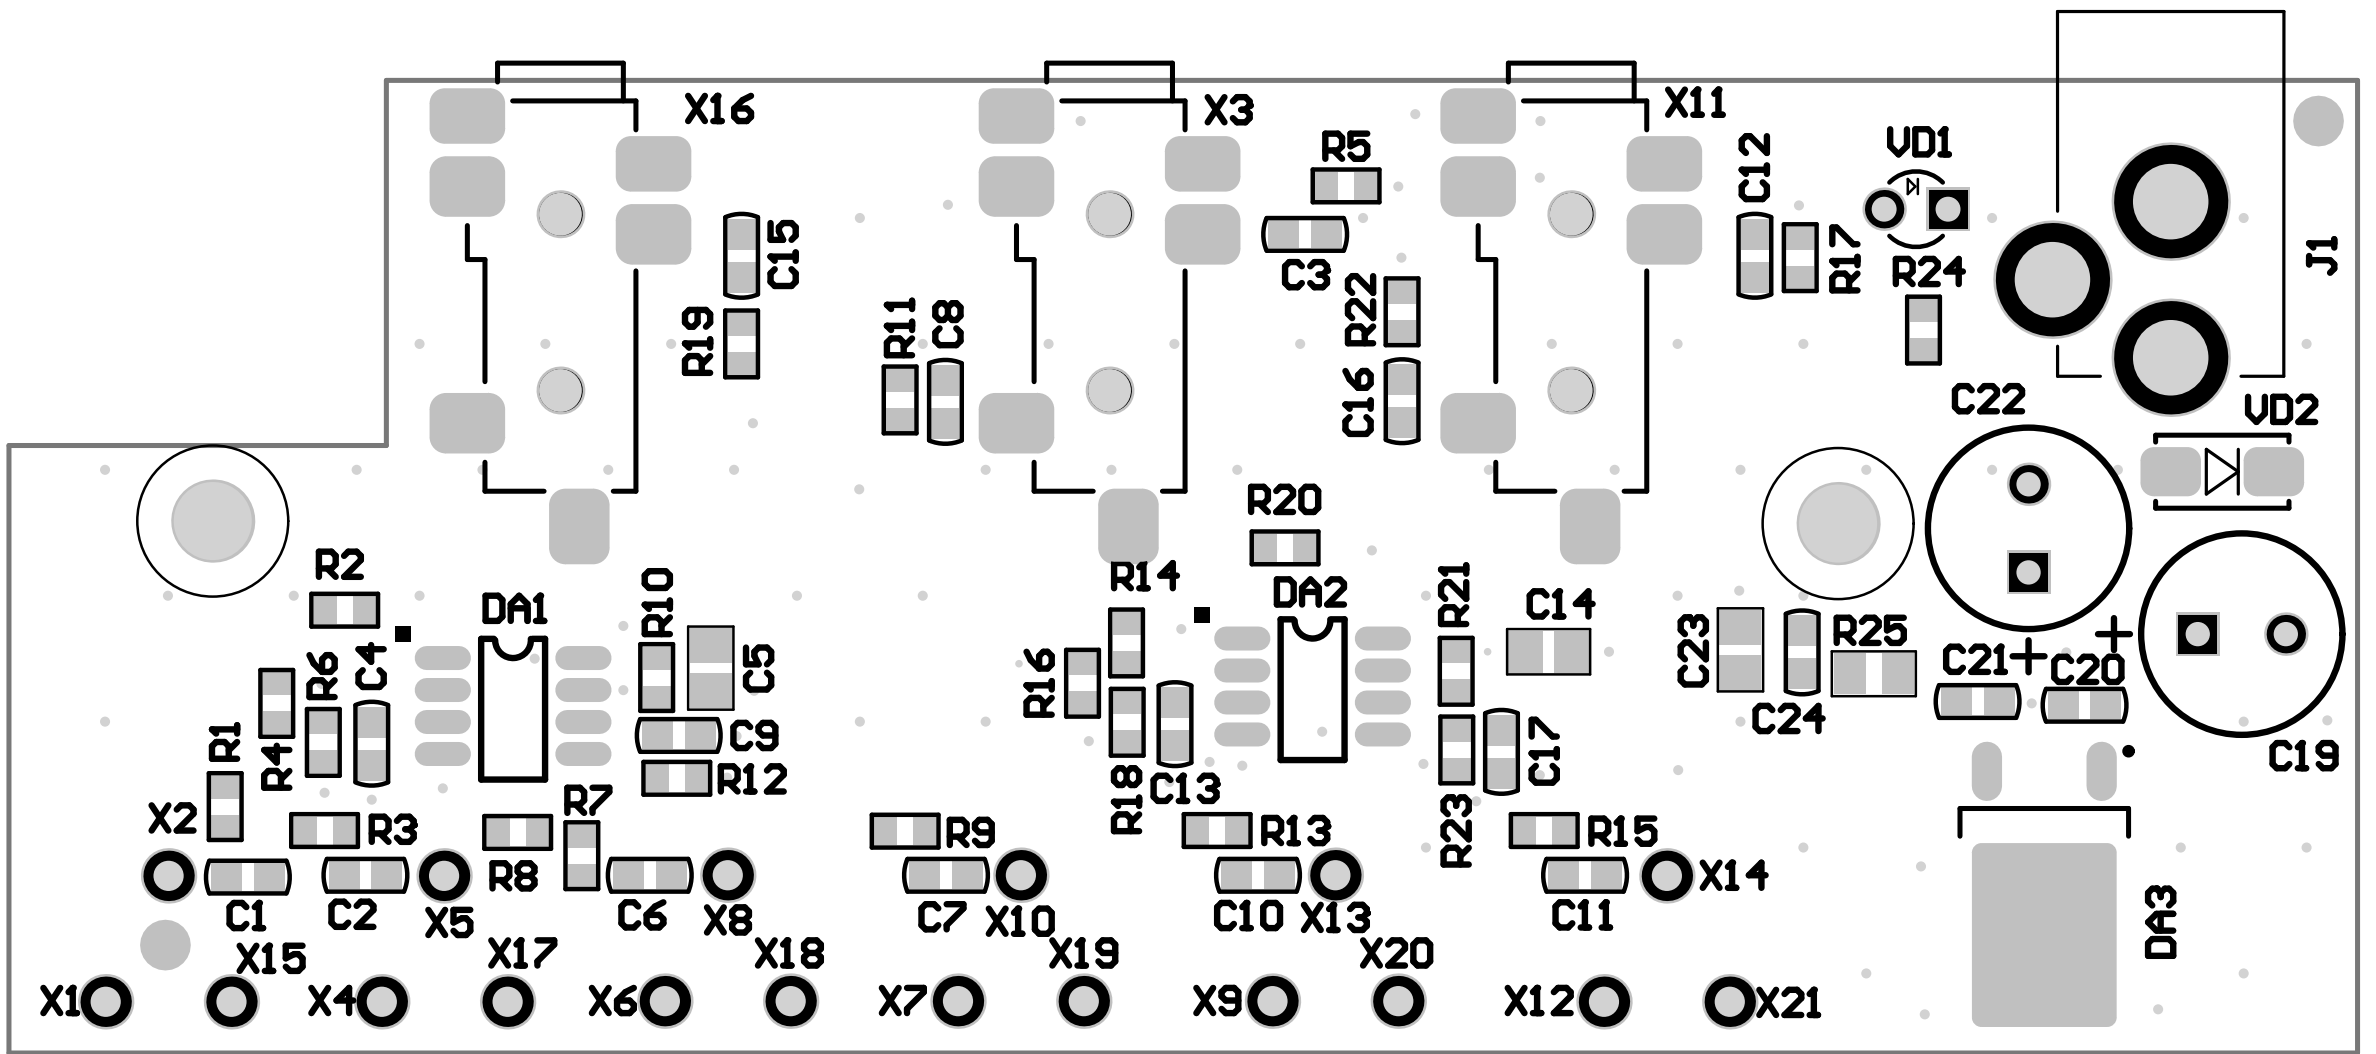 X16
X3
X11
R5
C12
VD1
C15
C3
R17
R24
J1
R19
R11
C8
R22
C16
C22
VD2
R20
R2
R14
DA2
DA1
R10
R21
C14
R6
C4
C5
R16
C23
R25
+
+
C21
C20
R1
R4
C9
R12
C24
C17
C19
X2
R3
R7
R18
C13
R23
R9
R13
R15
R8
X14
C1
C2
X5
C6
X8
C7
X10
C10
X13
C11
DA3
X15
X17
X18
X19
X20
X1
X4
X6
X7
X9
X12
X21